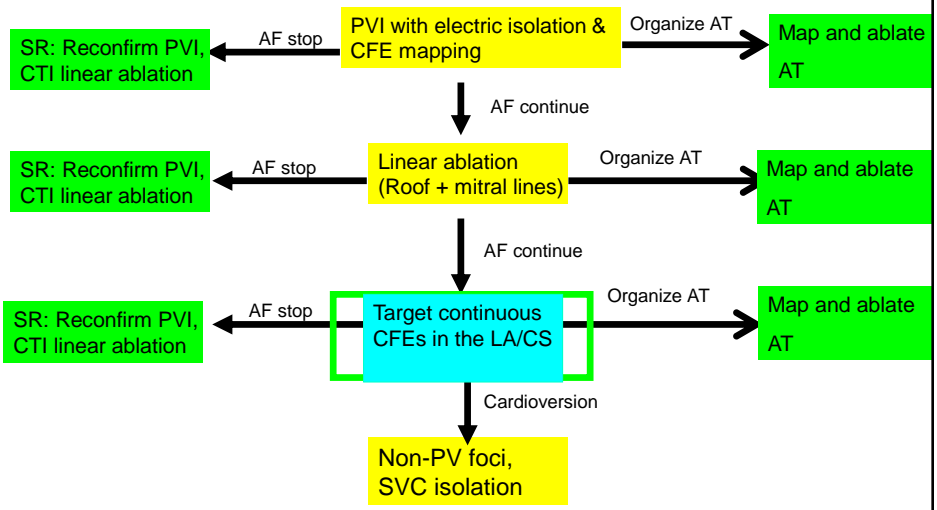 PVI with electric isolation &
CFE mapping
SR: Reconfirm PVI,
CTI linear ablation
AF stop
Organize AT
Map and ablate
AT
AF continue
Linear ablation
(Roof + mitral lines)
SR: Reconfirm PVI,
CTI linear ablation
AF stop
Organize AT
Map and ablate
AT
AF continue
Target continuous
CFEs in the LA/CS
SR: Reconfirm PVI,
CTI linear ablation
AF stop
Organize AT
Map and ablate
AT
Cardioversion
Non-PV foci,
SVC isolation